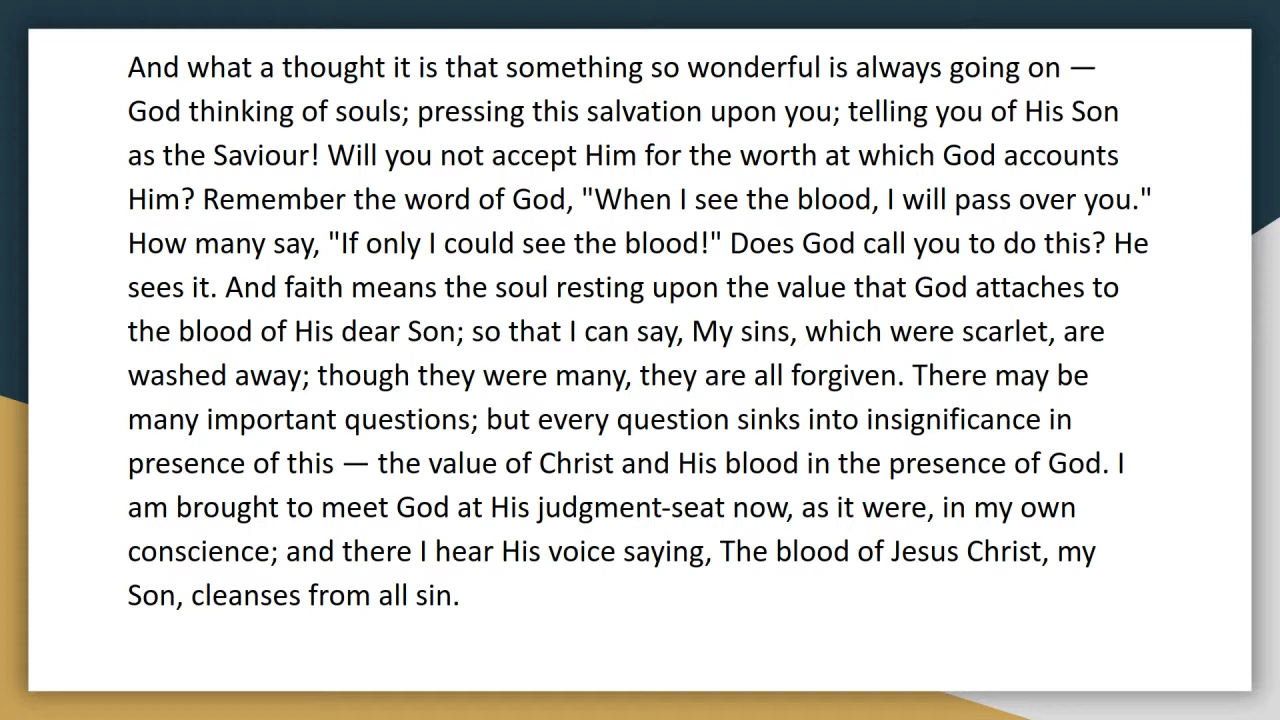 And what a thought it is that something so wonderful is always going on —
God thinking of souls; pressing this salvation upon you; telling you of His Son
as the Saviour! Will you not accept Him for the worth at which God accounts
Him? Remember the word of God, "When I see the blood, I will pass over you."
How many say, "If only I could see the blood!" Does God call you to do this? He
sees it. And faith means the soul resting upon the value that God attaches to
the blood of His dear Son; so that I can say, My sins, which were scarlet, are
washed away; though they were many, they are all forgiven. There may be
many important questions; but every question sinks into insignificance in
presence of this — the value of Christ and His blood in the presence of God. I
am brought to meet God at His judgment-seat now, as it were, in my own
conscience; and there I hear His voice saying, The blood of Jesus Christ, my
Son, cleanses from all sin.